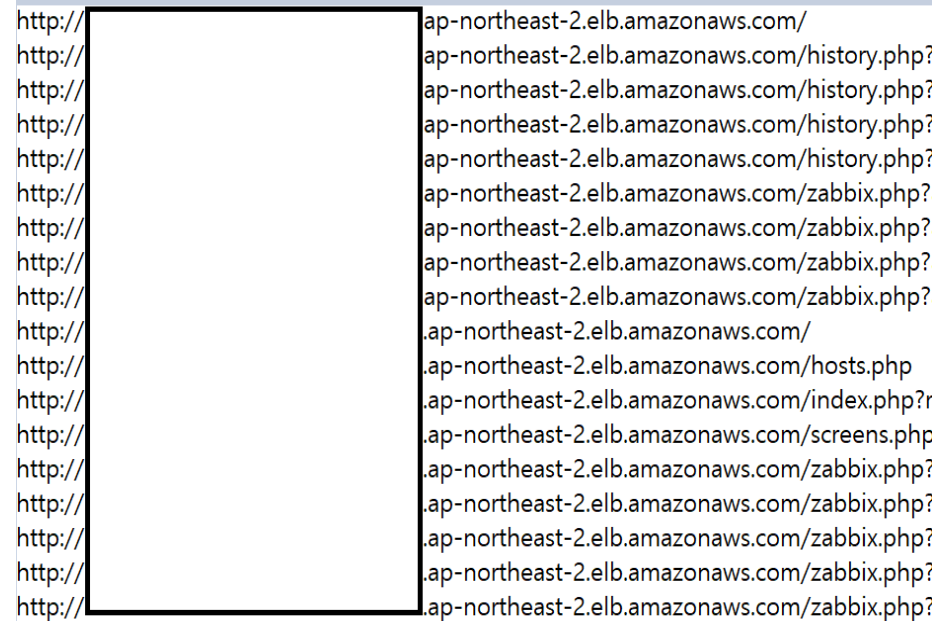 http:// ap-northeast-2.elb.amazonaws.com/
http:// ap-northeast-2.elb.amazonaws.com/history.php?
http:// ap-northeast-2.elb.amazonaws.com/history.php?
http:// ap-northeast-2.elb.amazonaws.com/history.php?
http:// ap-northeast-2.elb.amazonaws.com/history.php?
http:// ap-northeast-2.elb.amazonaws.com/zabbix.php?
http:// ap-northeast-2.elb.amazonaws.com/zabbix.php?
http:// ap-northeast-2.elb.amazonaws.com/zabbix.php?
http:// ap-northeast-2.elb.amazonaws.com/zabbix.php?
http:// .ap-northeast-2.elb.amazonaws.com/
http:// .ap-northeast-2.elb.amazonaws.com/hosts.php
http:// .ap-northeast-2.elb.amazonaws.com/index.php?r
http:// .ap-northeast-2.elb.amazonaws.com/screens.php
http:// .ap-northeast-2.elb.amazonaws.com/zabbix.php?
http:// .ap-northeast-2.elb.amazonaws.com/zabbix.php?
http:// .ap-northeast-2.elb.amazonaws.com/zabbix.php?
http:// .ap-northeast-2.elb.amazonaws.com/zabbix.php?
http:// .ap-northeast-2.elb.amazonaws.com/zabbix.php?